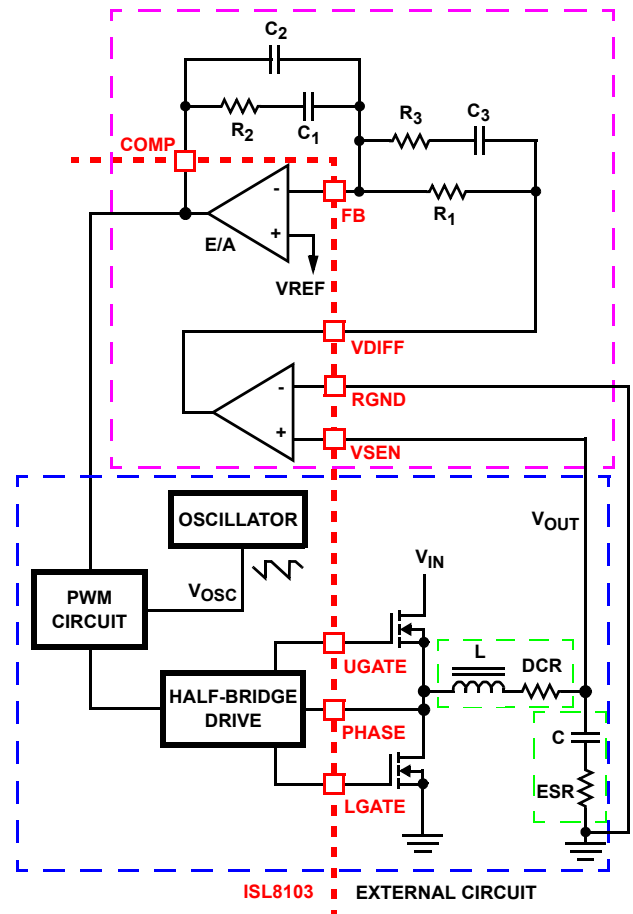 C2
R2
C1
R3
C3
COMP
-
+
E/A
FB
R1
VREF
VDIFF
-
RGND
+
VSEN
OSCILLATOR
VOUT
VOSC
VIN
PWM
CIRCUIT
L
DCR
UGATE
HALF-BRIDGE
DRIVE
PHASE
C
ESR
LGATE
ISL8103
EXTERNAL CIRCUIT